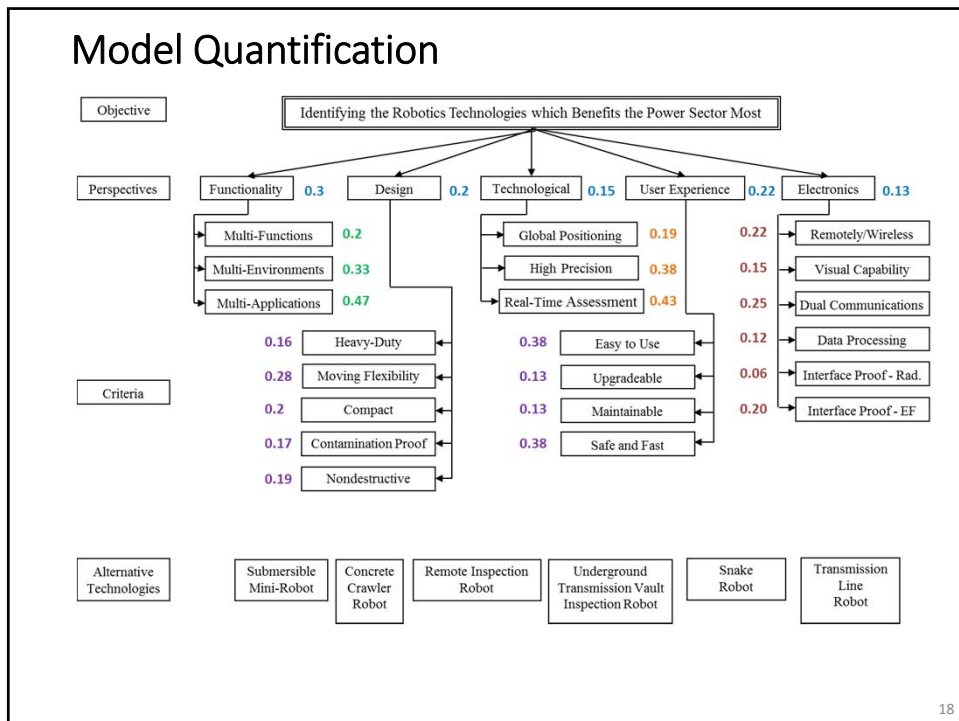 Model Quantification
Objective
Identifying the Robotics Technologies which Benefits the Power Sector Most
Perspectives
Functionality 0.3
Design 0.2
Technological 0.15
User Experience 0.22
Electronics 0.13
Multi-Functions 0.2
Multi-Environments 0.33
Multi-Applications 0.47
Global Positioning 0.19
High Precision 0.38
Real-Time Assessment 0.43
0.22 Remotely/Wireless
0.15 Visual Capability
0.25 Dual Communications
0.12 Data Processing
0.06 Interface Proof - Rad.
0.20 Interface Proof - EF
Criteria
0.16 Heavy-Duty
0.28 Moving Flexibility
0.2 Compact
0.17 Contamination Proof
0.19 Nondestructive
0.38 Easy to Use
0.13 Upgradeable
0.13 Maintainable
0.38 Safe and Fast
Alternative
Technologies
Submersible
Mini-Robot
Concrete
Crawler
Robot
Remote Inspection
Robot
Underground
Transmission Vault
Inspection Robot
Snake
Robot
Transmission
Line
Robot
18